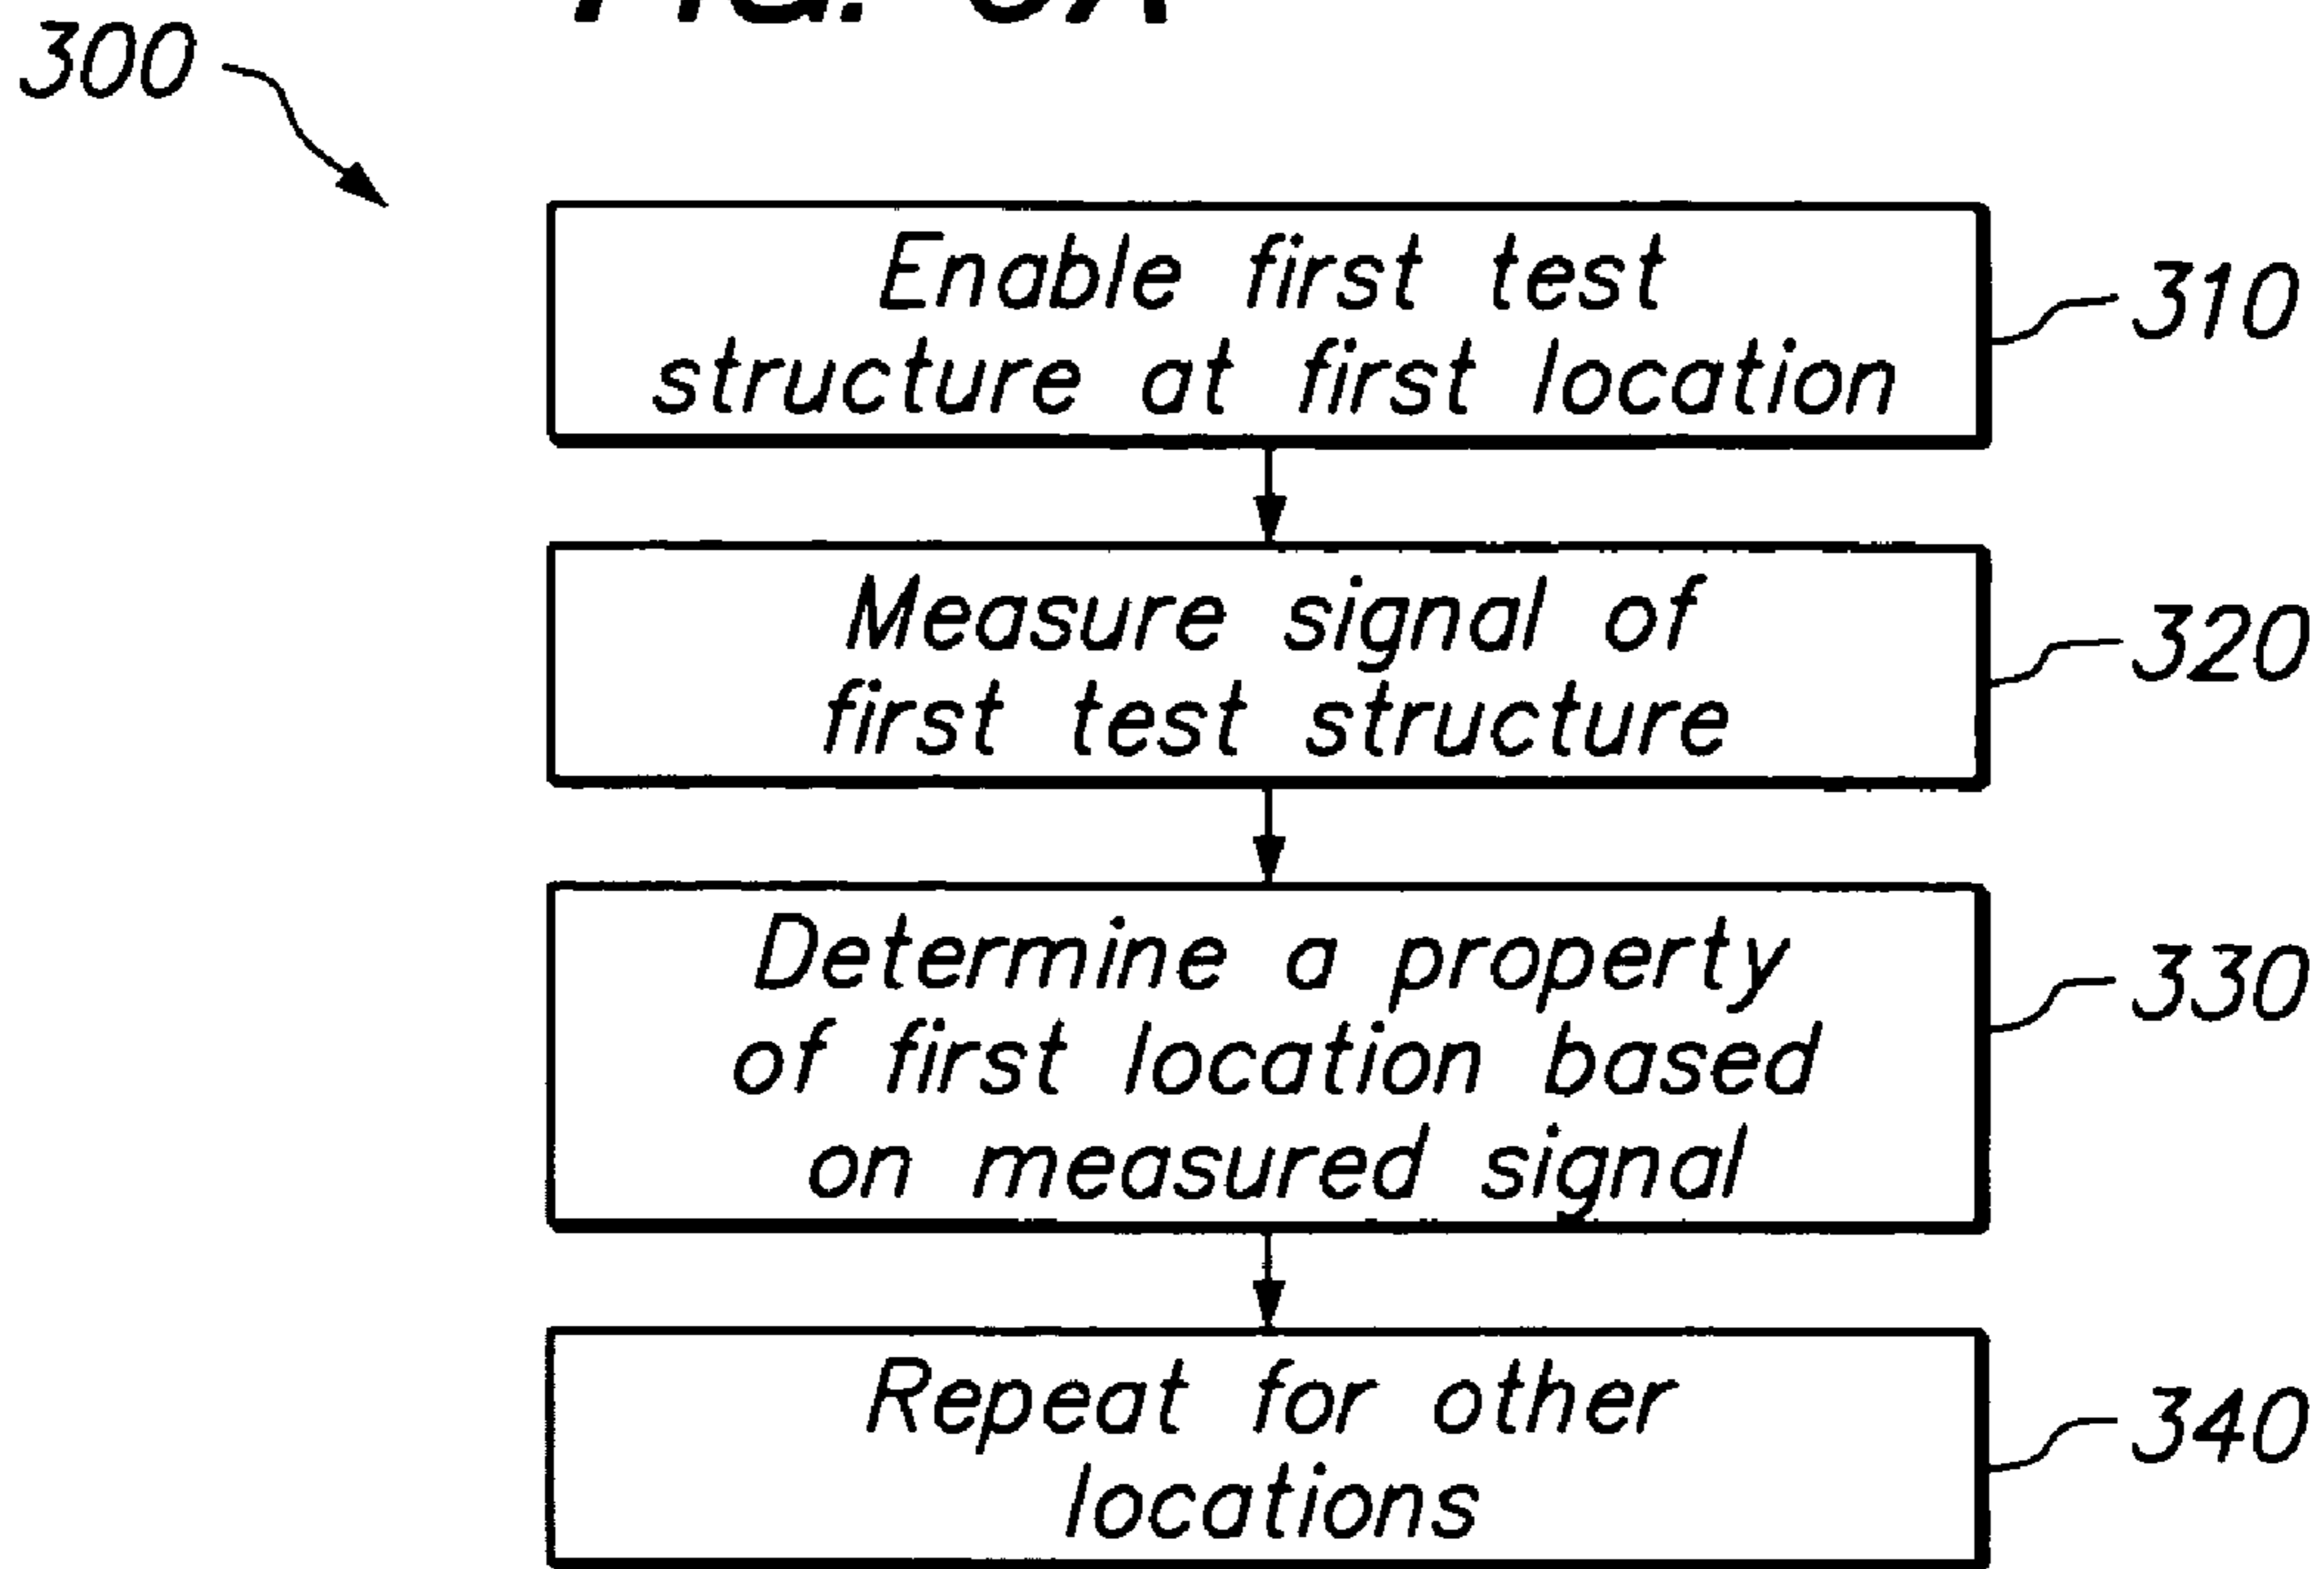 300
Enable first test
structure at first location
310
Measure signal of
first test structure
320
Determine a property
of first location based
on measured signal
330
Repeat for other
locations
340